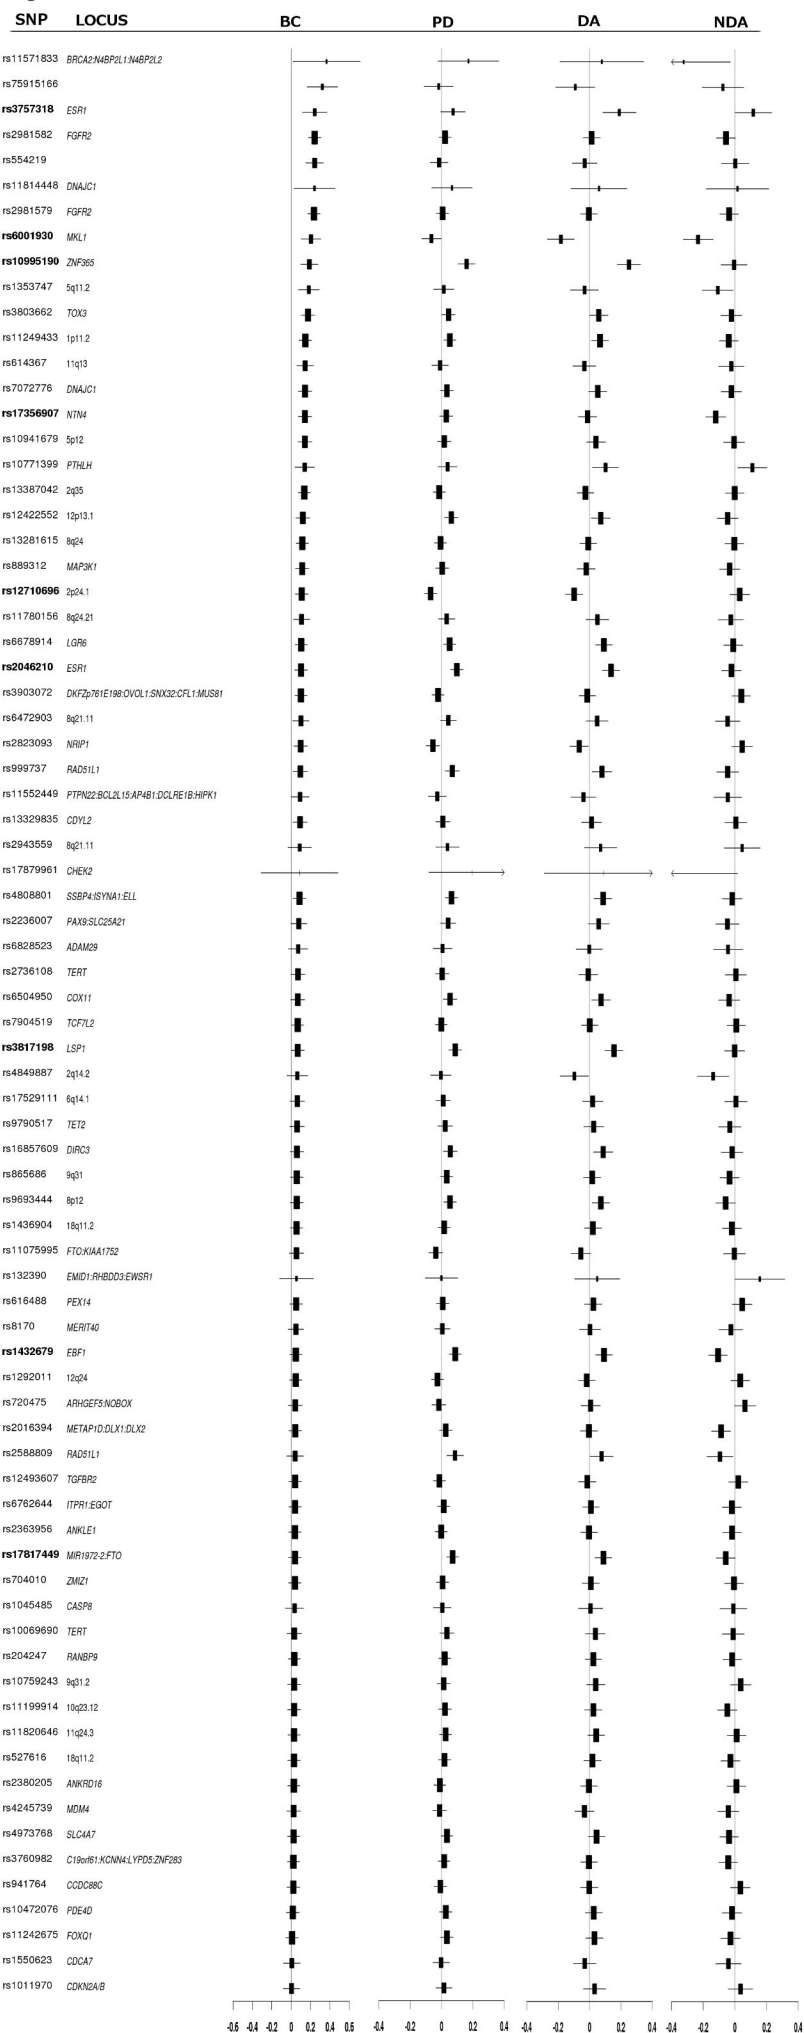 SNP LOCUS BC PD DA NDA
rs11571833 BRCA2:N4BP2L1:N4BP2L2
rs75915166
rs3757318 ESR1
rs2981582 FGFR2
rs554219
rs11814448 DNAJC1
rs2981579 FGFR2
rs6001930 MKL1
rs10995190 ZNF365
rs1353747 5q11.2
rs3803662 TOX3
rs11249433 1p11.2
rs614367 11q13
rs7072776 DNAJC1
rs17356907 NTN4
rs10941679 5p12
rs10771399 PTHLH
rs13387042 2q35
rs12422552 12p13.1
rs13281615 8q24
rs889312 MAP3K1
rs12710696 2p24.1
rs11780156 8q24.21
rs6678914 LGR6
rs2046210 ESR1
rs3903072 DKFZp761E198:OVOL1:SNX32:CFL1:MUS81
rs6472903 8q21.11
rs2823093 NRIP1
rs999737 RAD51L1
rs11552449 PTPN22:BCL2L15:AP4B1:DCLRE1B:HIPK1
rs13329835 CDYL2
rs2943559 8q21.11
rs17879961 CHEK2
rs4808801 SSBP4:ISYNA1:ELL
rs2236007 PAX9:SLC25A21
rs6828523 ADAM29
rs2736108 TERT
rs6504950 COX11
rs7904519 TCF7L2
rs3817198 LSP1
rs4849887 2q14.2
rs17529111 6q14.1
rs9790517 TET2
rs16857609 DIRC3
rs865686 9q31
rs9693444 8p12
rs1436904 18q11.2
rs11075995 FTO:KIAA1752
rs132390 EMID1:RHBDD3:EWSR1
rs616488 PEX14
rs8170 MERIT40
rs1432679 EBF1
rs1292011 12q24
rs720475 ARHGEF5:NOBOX
rs2016394 METAP1D:DLX1:DLX2
rs2588809 RAD51L1
rs12493607 TGFBR2
rs6762644 ITPR1:EGOT
rs2363956 ANKLE1
rs17817449 MIR1972-2:FTO
rs704010 ZMIZ1
rs1045485 CASP8
rs10069690 TERT
rs204247 RANBP9
rs10759243 9q31.2
rs11199914 10q23.12
rs11820646 11q24.3
rs527616 18q11.2
rs2380205 ANKRD16
rs4245739 MDM4
rs4973768 SLC4A7
rs3760982 C19orf61:KCNN4:LYPD5:ZNF283
rs941764 CCDC88C
rs10472076 PDE4D
rs11242675 FOXQ1
rs1550623 CDCA7
rs1011970 CDKN2A/B
-0.6 -0.4 -0.2 0 0.2 0.4 0.6 -0.4 -0.2 0 0.2 0.4 -0.4 -0.2 0 0.2 0.4 -0.4 -0.2 0 0.2 0.4